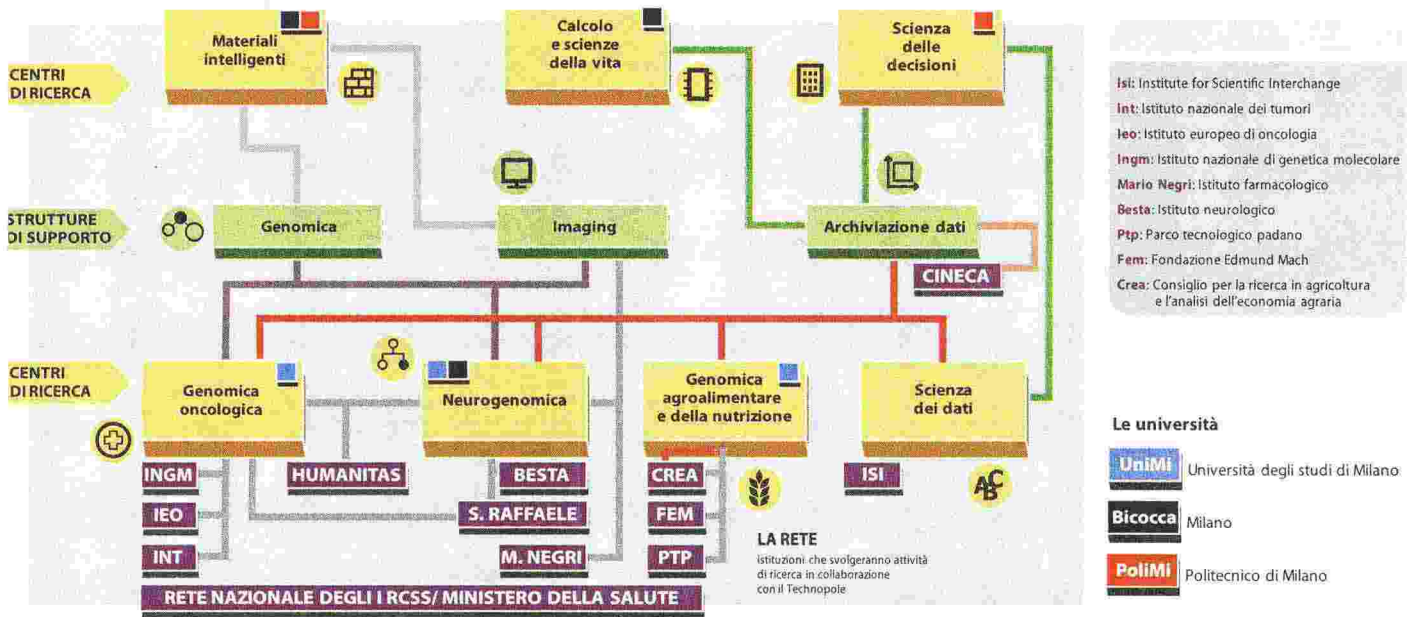 CENTRI
DI RICERCA
Materiali
intelligenti
Calcolo
e scienze
della vita
Scienza
delle
decisioni
STRUTTURE
DI SUPPORTO
Genomica
Imaging
Archiviazione dati
CINECA
CENTRI
DI RICERCA
Genomica
oncologica
Neurogenomica
Genomica
agroalimentare
e della nutrizione
Scienza
dei dati
INGM
HUMANITAS
BESTA
CREA
ISI
ABC
IEO
S. RAFFAELE
FEM
INT
M. NEGRI
PTP
LA RETE
istituzioni che svolgeranno attività
di ricerca in collaborazione
con il Technopole
RETE NAZIONALE DEGLI I RCSS/ MINISTERO DELLA SALUTE
Isi: Institute for Scientific Interchange
Int: Istituto nazionale dei tumori
Ieo: Istituto europeo di oncologia
Ingm: Istituto nazionale di genetica molecolare
Mario Negri: Istituto farmacologico
Besta: Istituto neurologico
Ptp: Parco tecnologico padano
Fem: Fondazione Edmund Mach
Crea: Consiglio per la ricerca in agricoltura
e l'analisi dell'economia agraria
Le università
UniMi Università degli studi di Milano
Bicocca Milano
PoliMi Politecnico di Milano